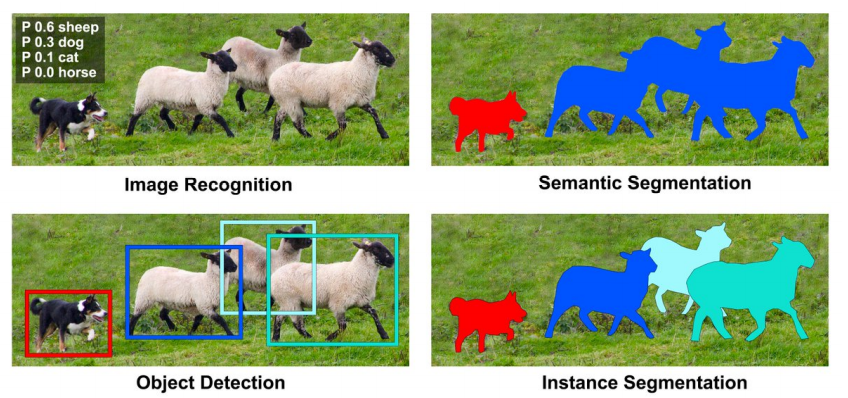 P 0.6 sheep
P 0.3 dog
P 0.1 cat
P 0.0 horse
Image Recognition
Semantic Segmentation
Object Detection
Instance Segmentation